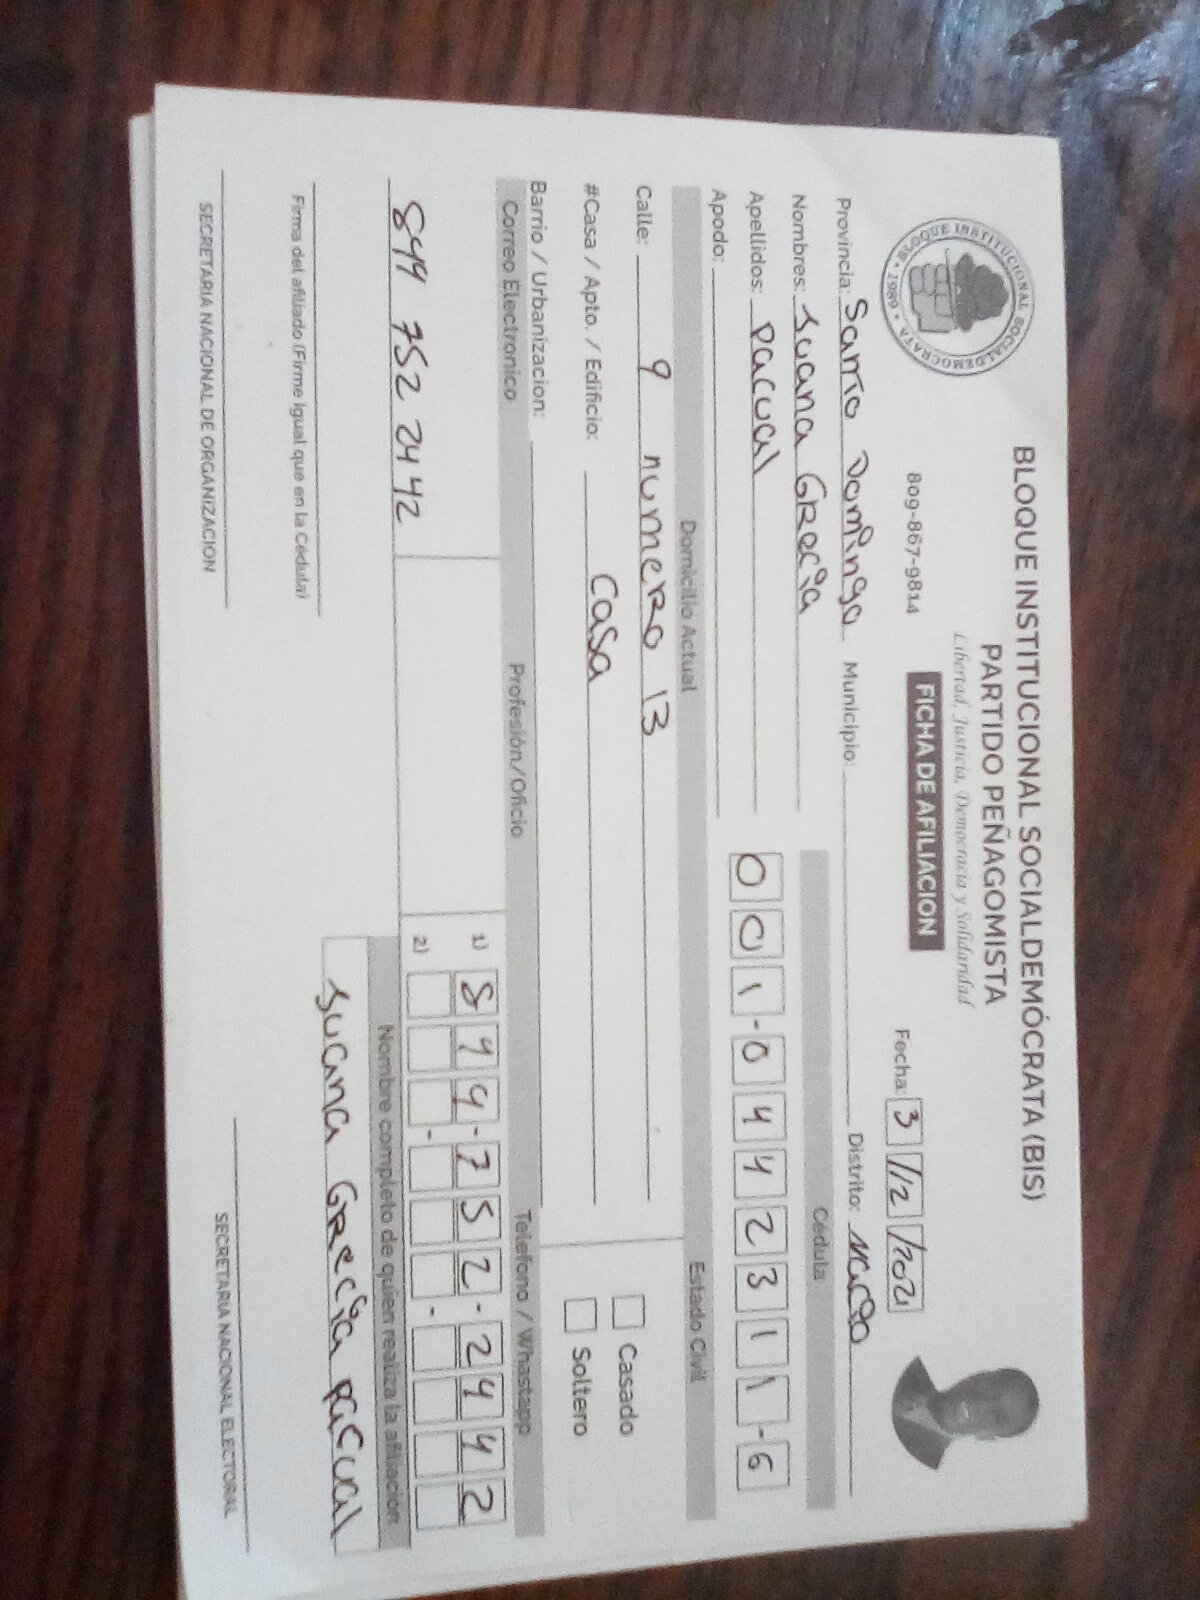 BLOQUE INSTITUCIONAL SOCIALDEMÓCRATA (BIS)
PARTIDO PEÑAGOMISTA
Libertad, Justicia, Democracia y Solidaridad
BLOQUE INSTITUCIONAL SOCIALDEMOCRATA • 1989 •
809-867-9814
FICHA DE AFILIACION
Fecha: 3 /12 /2021
Provincia: Santo Domingo Municipio: Distrito:
Nombres: Juana Grecia
Cédula
Apellidos: Pacual
001-0442311-6
Apodo:
Domicilio Actual Estado Civil
Calle: 9 numero 13
Casado
#Casa / Apto. / Edificio: Casa
Soltero
Barrio / Urbanizacion:
Correo Electronico Profesión/Oficio Telefono / Whastapp
849 752 2442
1) 849-752-2442
2) - -
Nombre completo de quien realiza la afiliacion
Juana Grecia Pacual
Firma del afiliado (Firme igual que en la Cédula)
SECRETARIA NACIONAL DE ORGANIZACION
SECRETARIA NACIONAL ELECTORAL